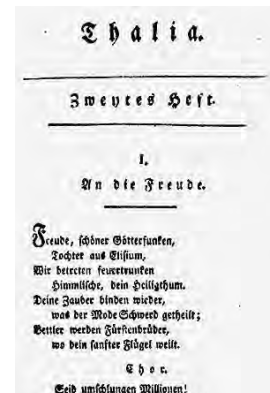 Thalia.
Zweytes Heft.
I.
An die Freude.
Freude, schöner Götterfunken,
Tochter aus Elisium,
Wir betreten feuertrunken
Himmlische, dein Heiligthum.
Deine Zauber binden wieder,
was der Mode Schwerd getheilt;
Bettler werden Fürstenbrüder,
wo dein sanfter Flügel weilt.
Chor.
Seid umschlungen Millionen!